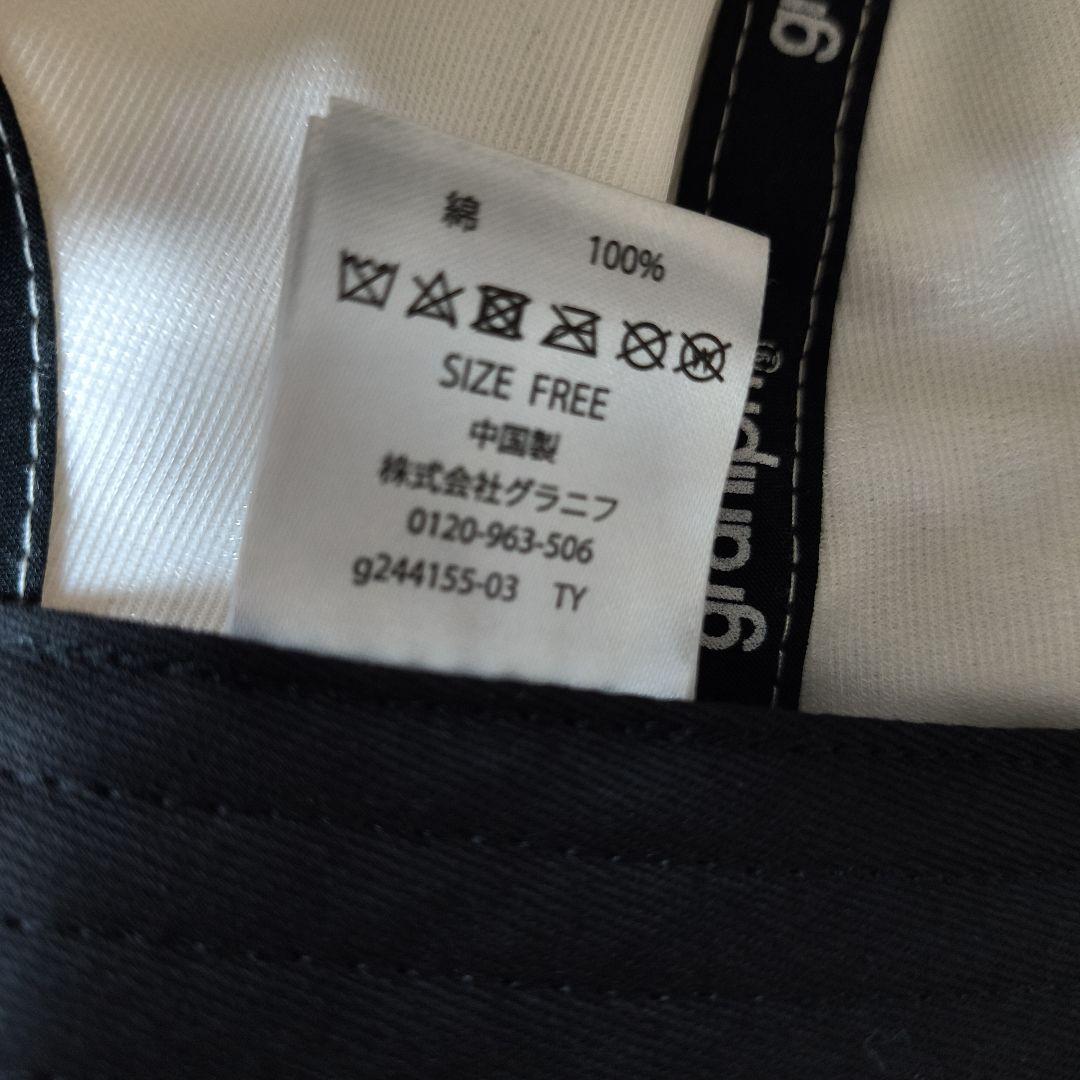 綿 100%
SIZE FREE
中国製
株式会社グラニフ
0120-963-506
g244155-03 TY
graniph®
gr